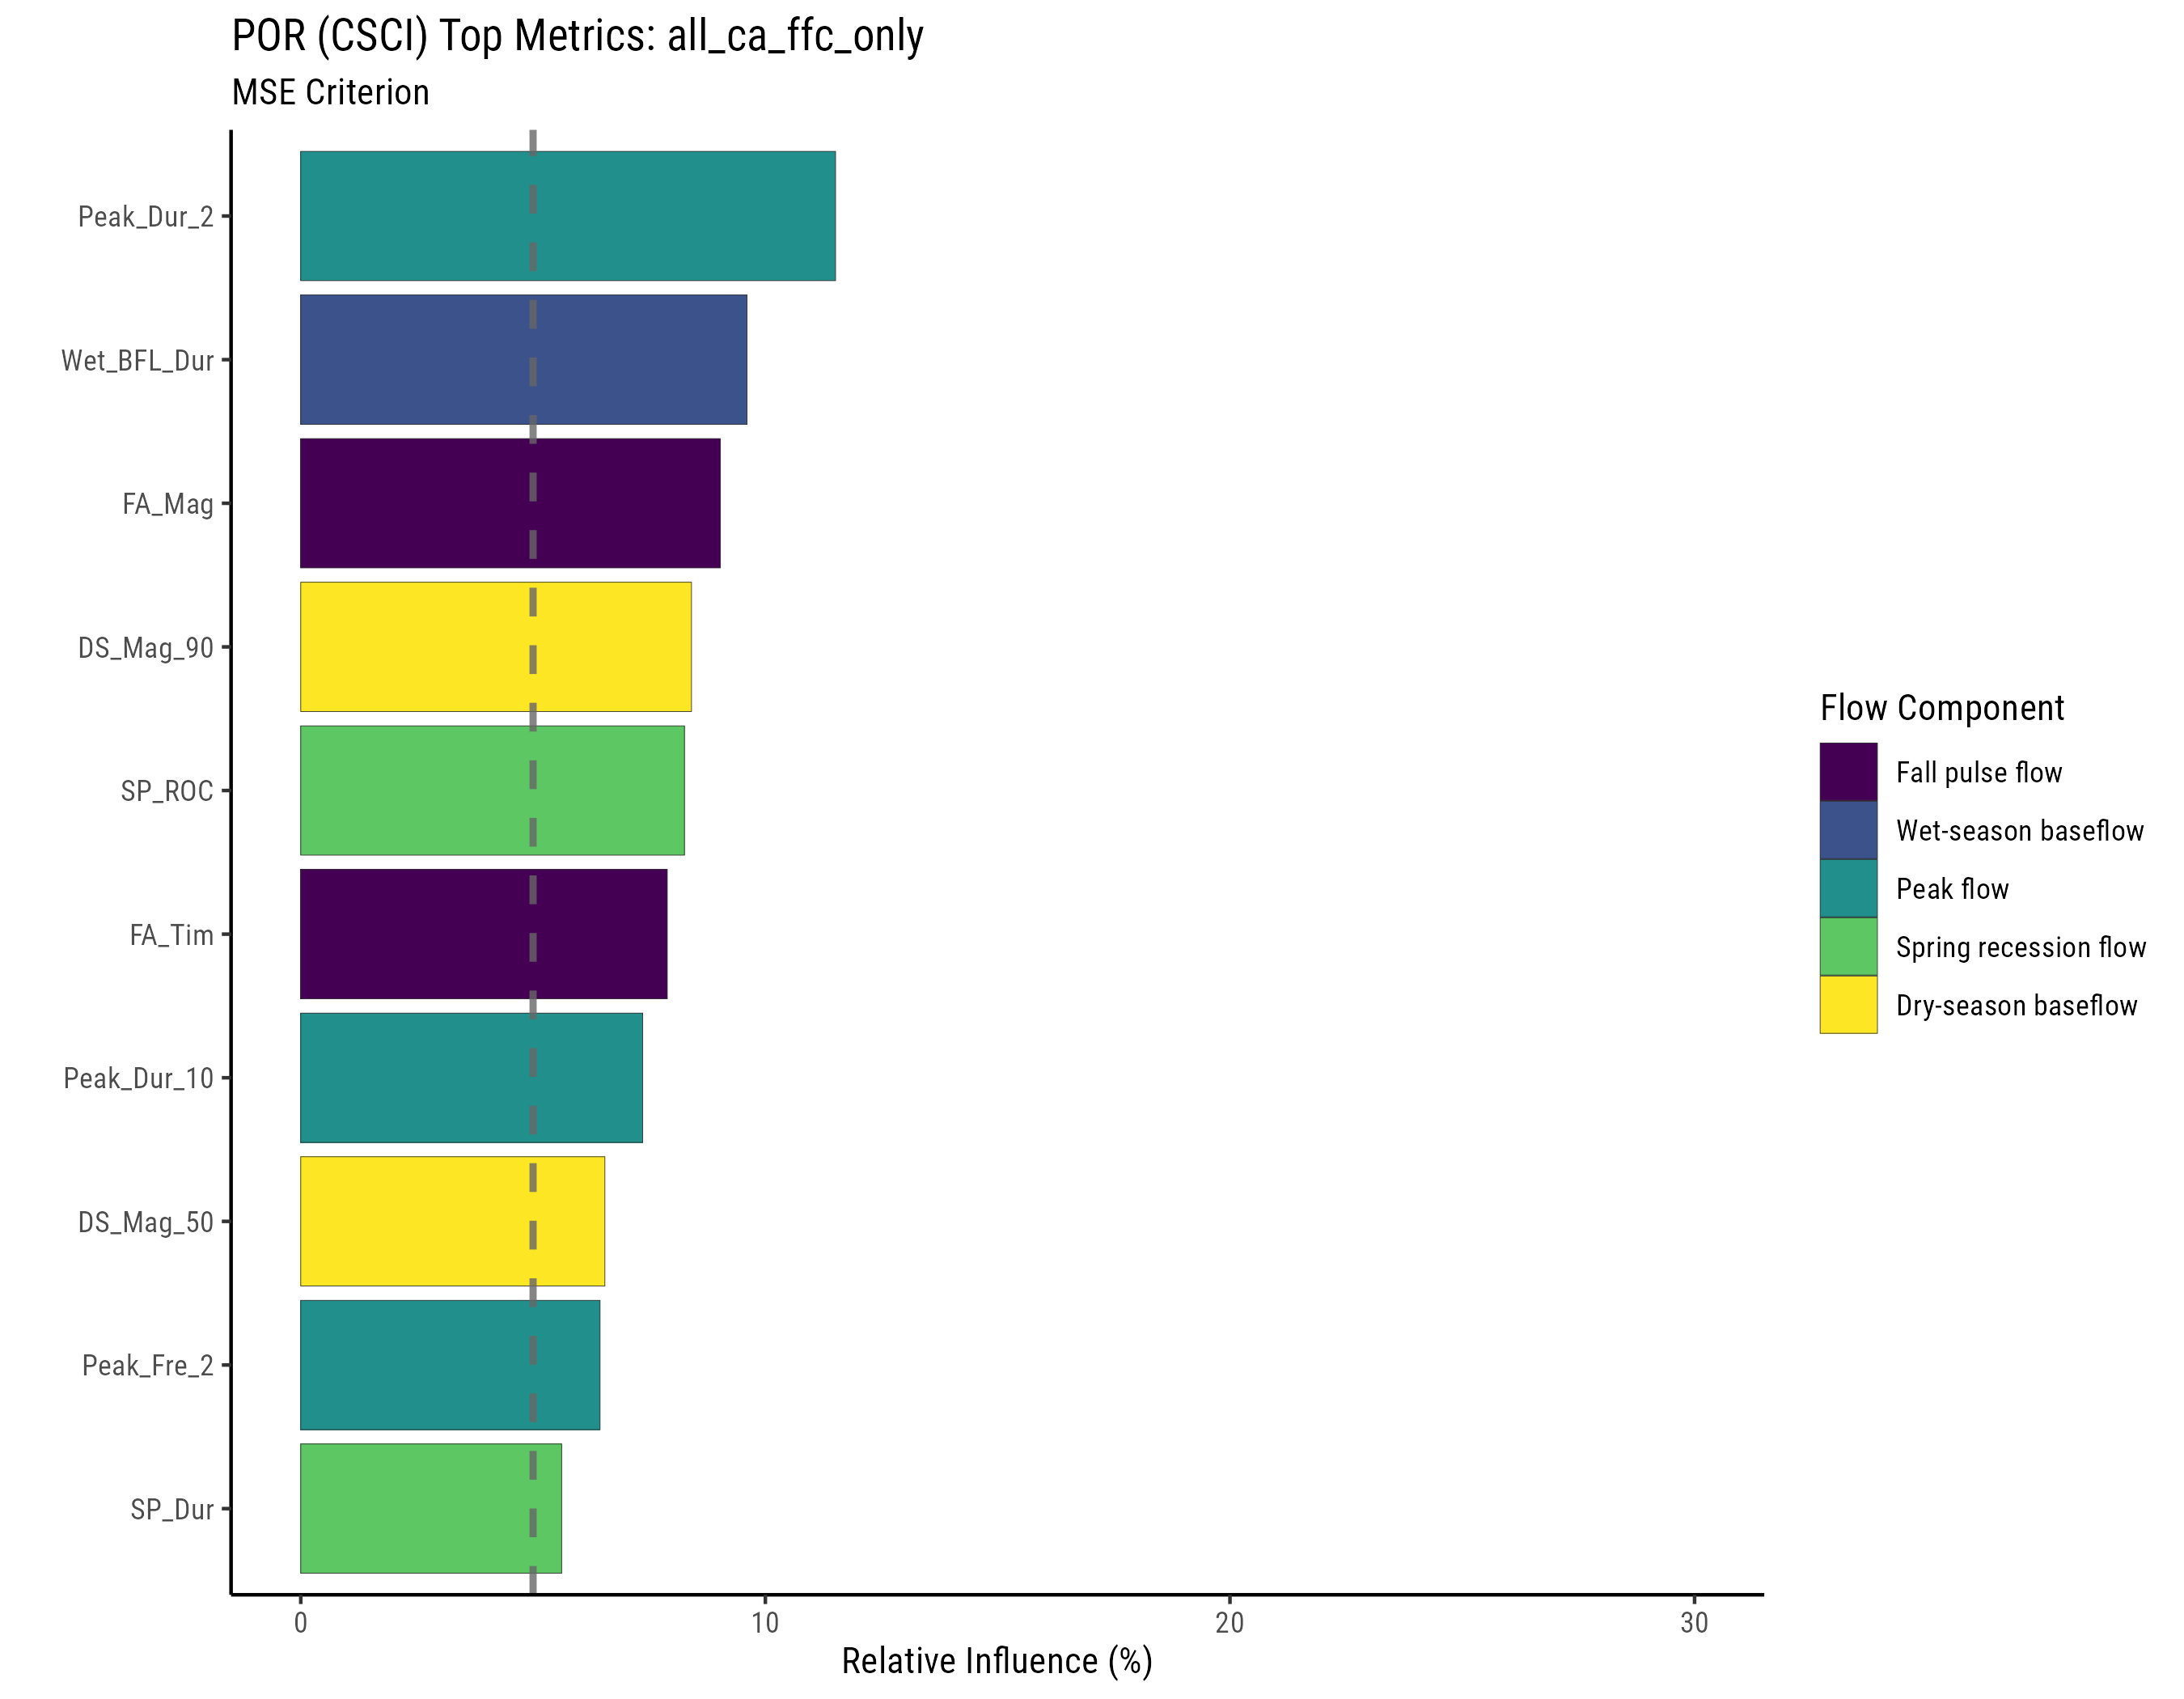 POR (CSCI) Top Metrics: all_ca_ffc_only
MSE Criterion
Peak_Dur_2
Wet_BFL_Dur
FA_Mag
DS_Mag_90
SP_ROC
FA_Tim
Peak_Dur_10
DS_Mag_50
Peak_Fre_2
SP_Dur
0 10 20 30
Relative Influence (%)
Flow Component
Fall pulse flow
Wet-season baseflow
Peak flow
Spring recession flow
Dry-season baseflow